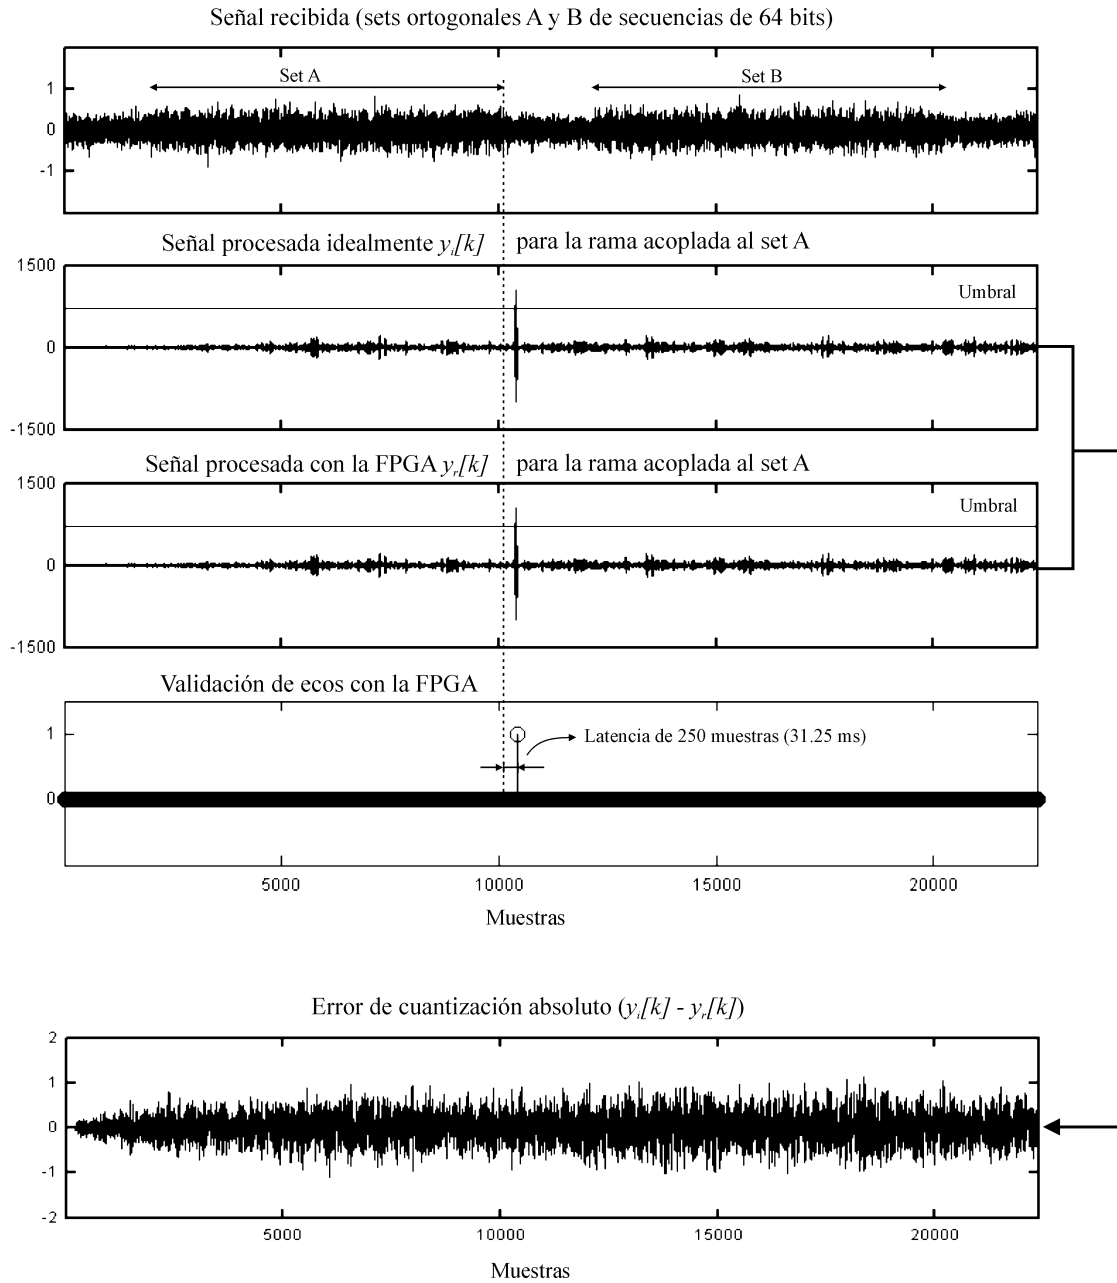 Señal recibida (sets ortogonales A y B de secuencias de 64 bits)
Set A
Set B
1
0
-1
Señal procesada idealmente yi[k] para la rama acoplada al set A
1500
Umbral
0
-1500
Señal procesada con la FPGA yr[k] para la rama acoplada al set A
1500
Umbral
0
-1500
Validación de ecos con la FPGA
1
Latencia de 250 muestras (31.25 ms)
0
5000 10000 15000 20000
Muestras
Error de cuantización absoluto (yi[k] - yr[k])
2
1
0
-1
-2
5000 10000 15000 20000
Muestras